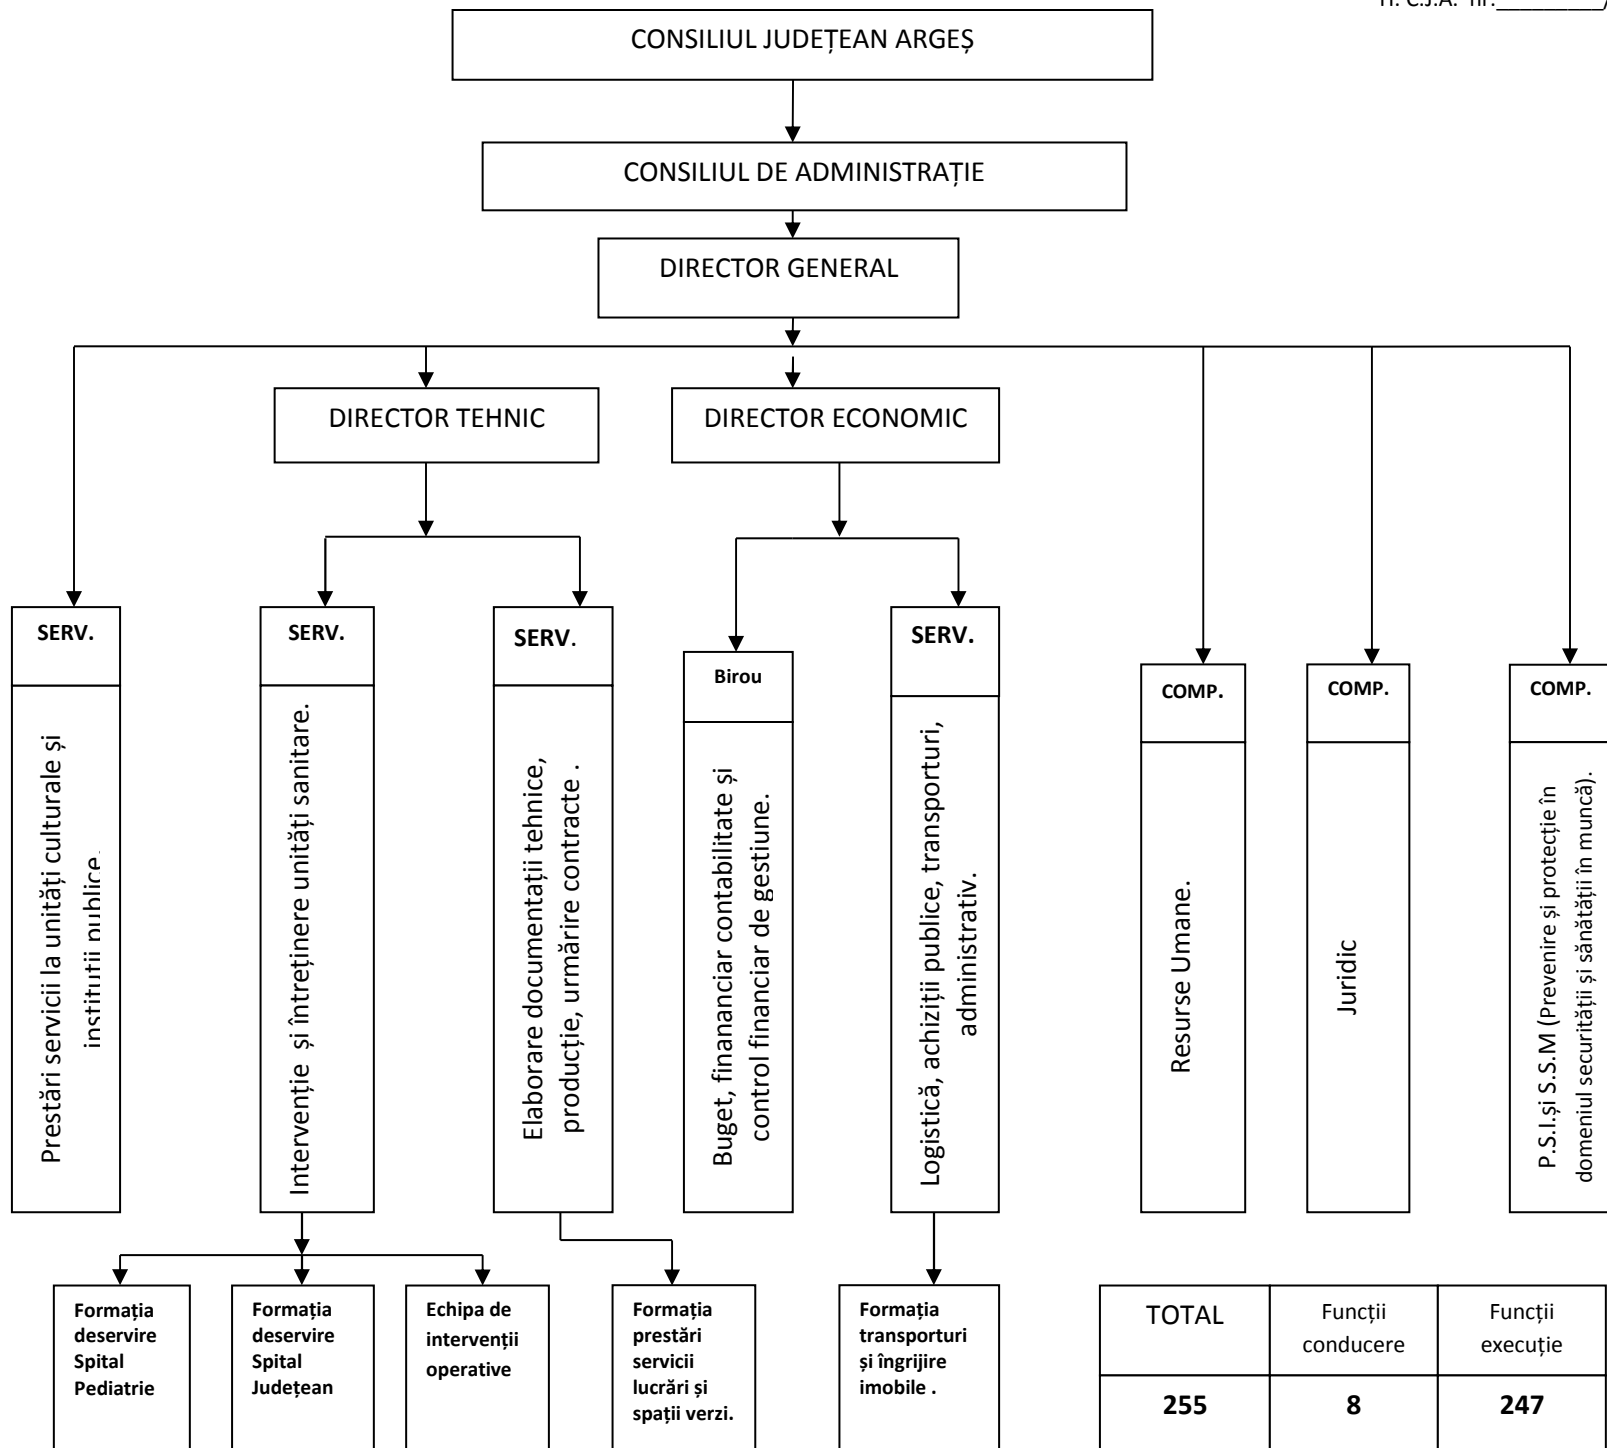 H. C.J.A. nr.__________/
CONSILIUL JUDEȚEAN ARGEȘ
CONSILIUL DE ADMINISTRAȚIE
DIRECTOR GENERAL
DIRECTOR TEHNIC
DIRECTOR ECONOMIC
SERV.
Prestări servicii la unități culturale și
instituții publice.
SERV.
Intervenție și întreținere unități sanitare.
SERV.
Elaborare documentații tehnice,
producție, urmărire contracte .
Birou
Buget, finananciar contabilitate și
control financiar de gestiune.
SERV.
Logistică, achiziții publice, transporturi,
administrativ.
COMP.
Resurse Umane.
COMP.
Juridic
COMP.
P.S.I.și S.S.M (Prevenire și protecție în
domeniul securității și sănătății în muncă).
Formația
deservire
Spital
Pediatrie
Formația
deservire
Spital
Județean
Echipa de
intervenții
operative
Formația
prestări
servicii
lucrări și
spații verzi.
Formația
transporturi
și îngrijire
imobile .
TOTAL
Funcții
conducere
Funcții
execuție
255
8
247